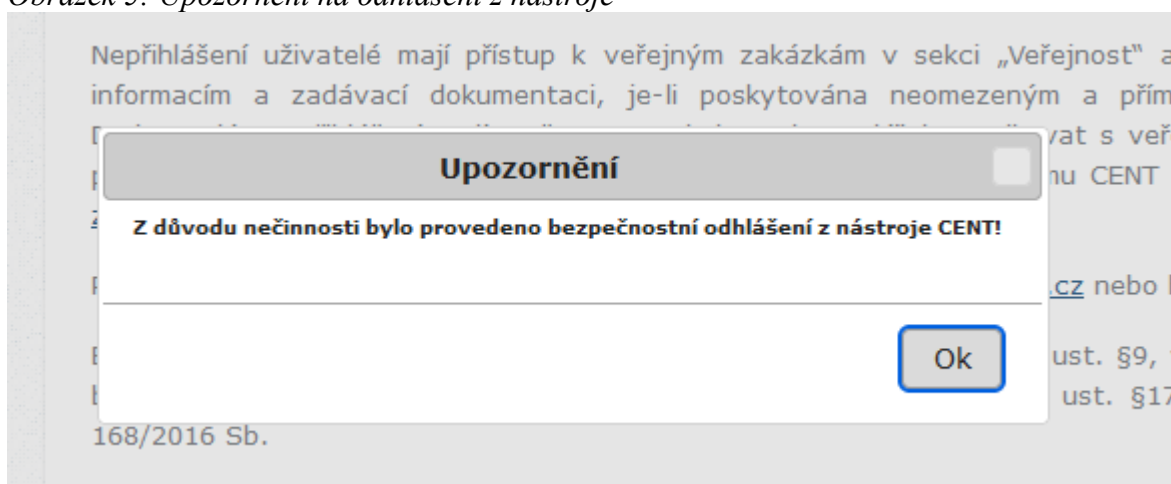 Obrázek 5: Upozornění na odhlášení z nástroje
Nepřihlášení uživatelé mají přístup k veřejným zakázkám v sekci „Veřejnost“ a
informacím a zadávací dokumentaci, je-li poskytována neomezeným a přím
vat s veř
Upozornění
nu CENT
Z důvodu nečinnosti bylo provedeno bezpečnostní odhlášení z nástroje CENT!
.cz nebo
Ok
ust. §9,
ust. §17
168/2016 Sb.